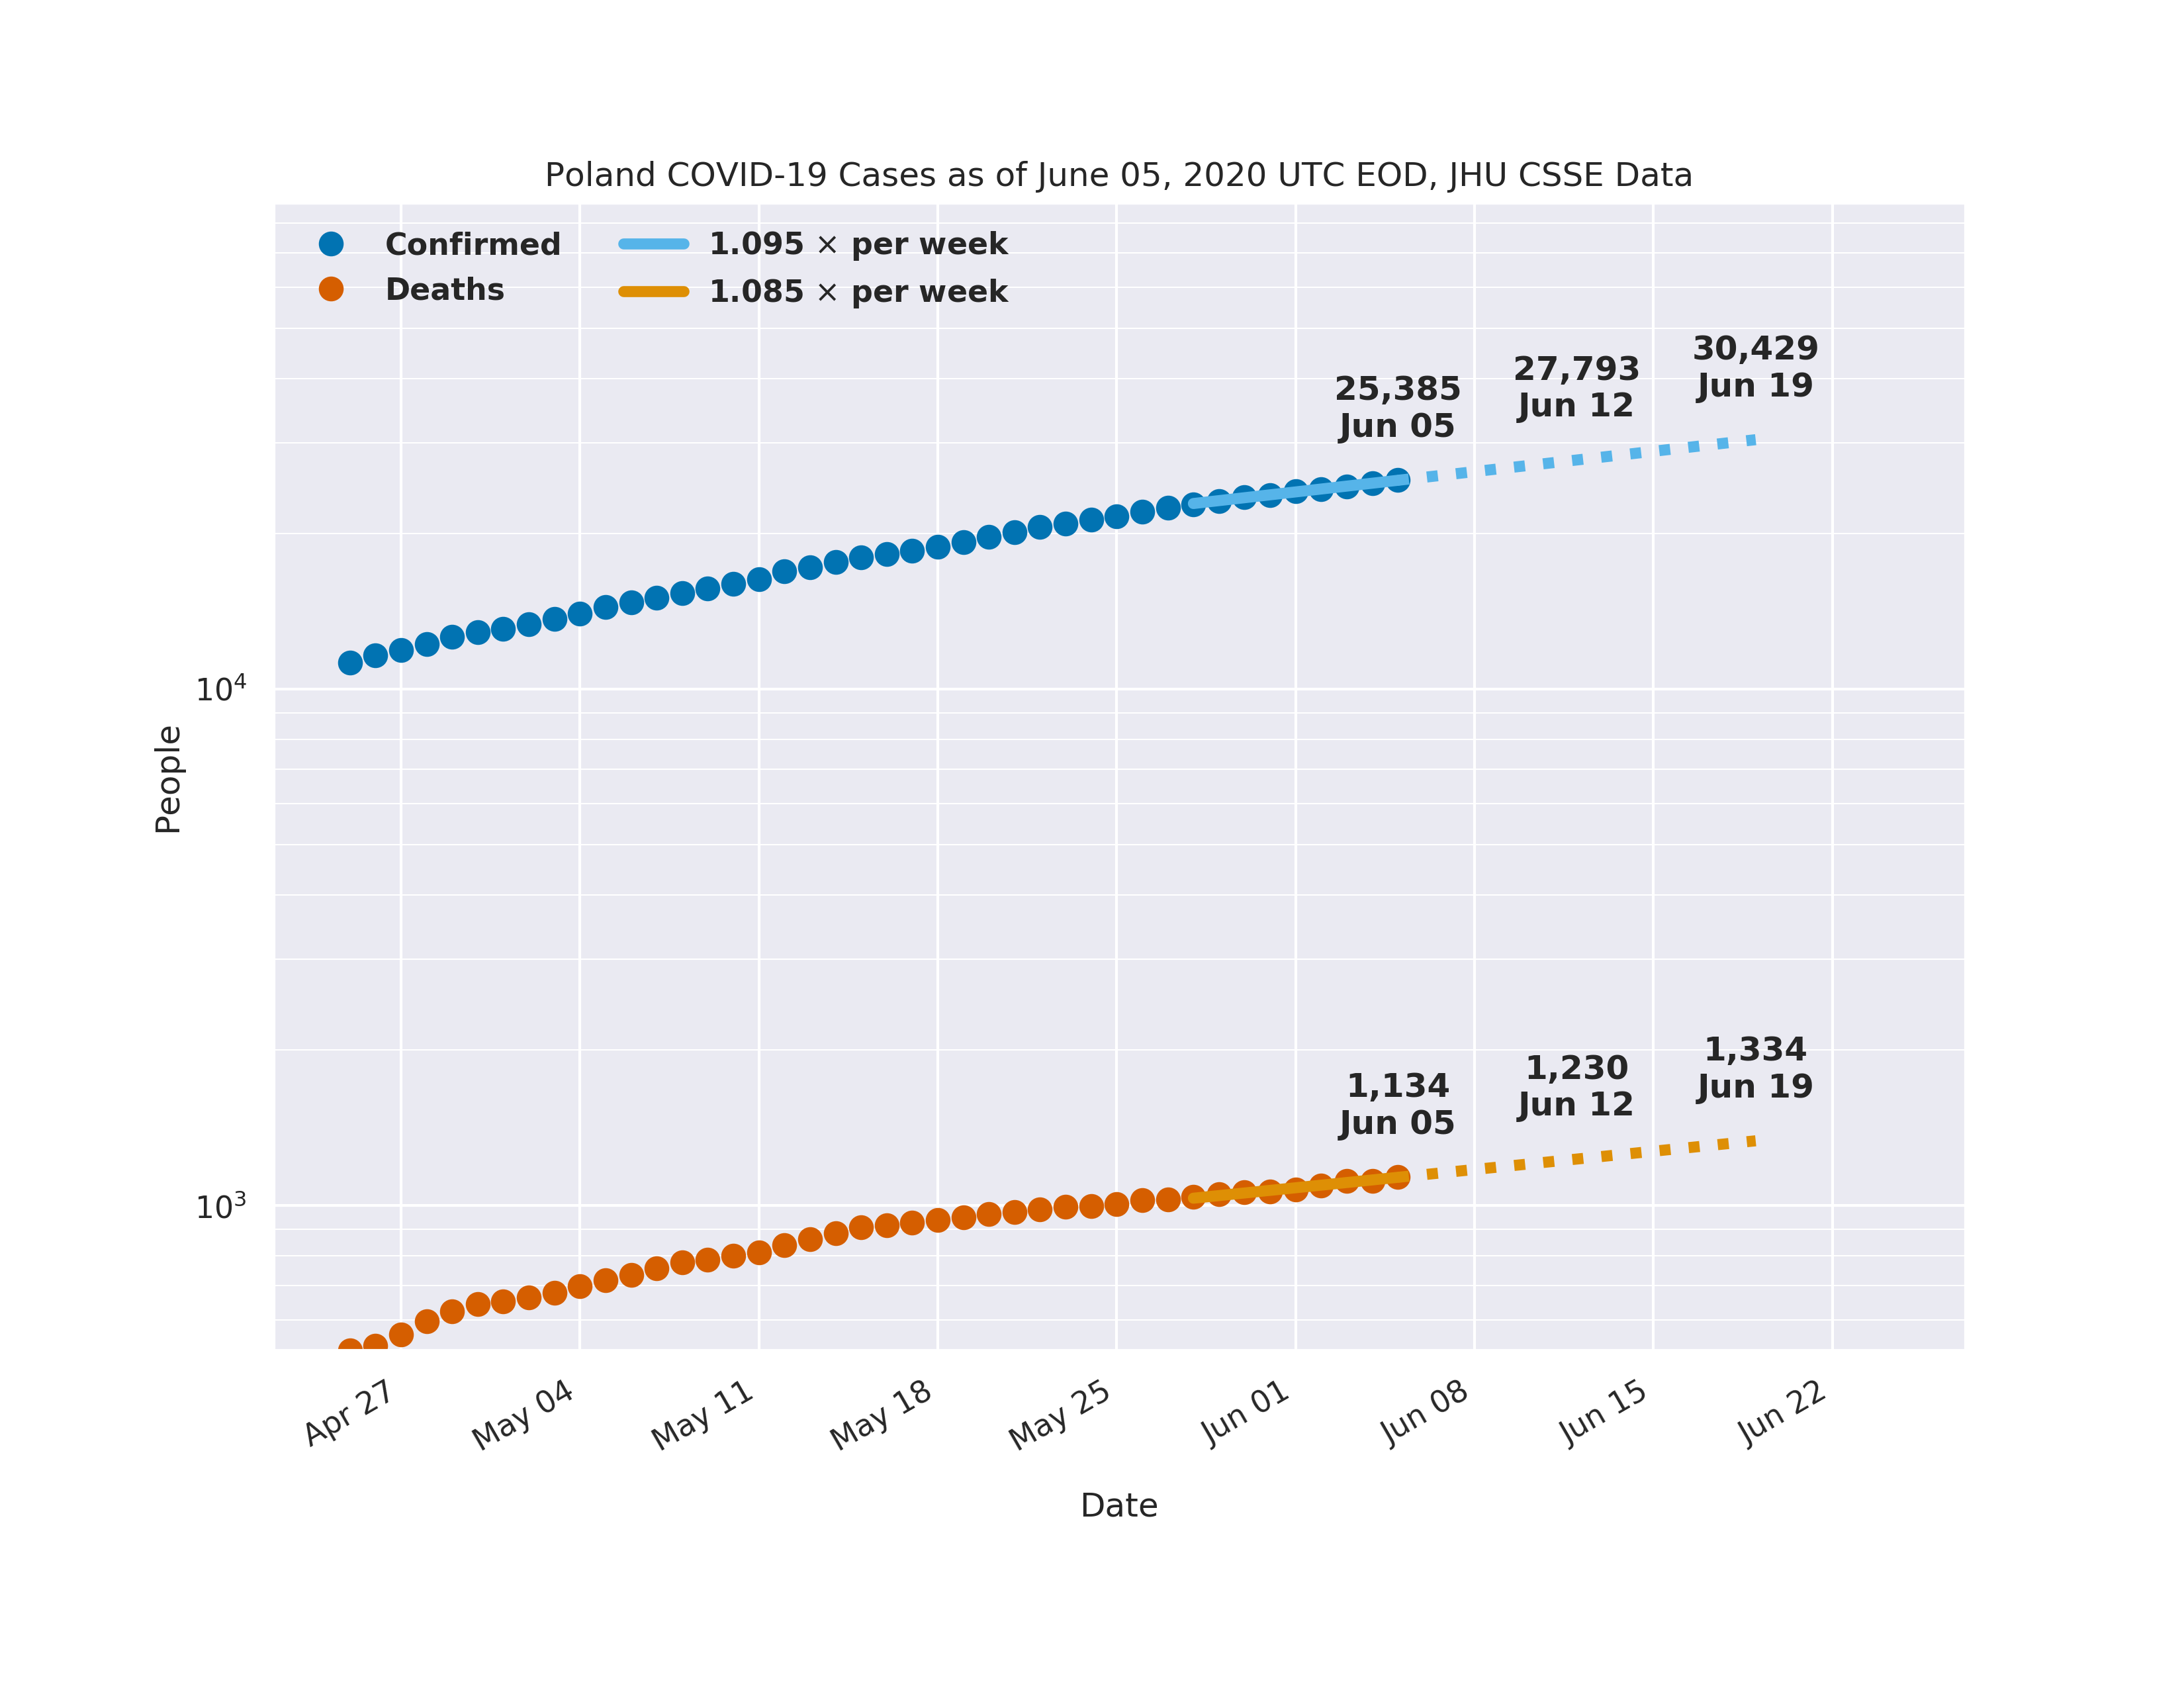 Poland COVID-19 Cases as of June 05, 2020 UTC EOD, JHU CSSE Data
Confirmed
Deaths
1.095 × per week
1.085 × per week
25,385
Jun 05
27,793
Jun 12
30,429
Jun 19
1,134
Jun 05
1,230
Jun 12
1,334
Jun 19
People
10⁴
10³
Apr 27
May 04
May 11
May 18
May 25
Jun 01
Jun 08
Jun 15
Jun 22
Date